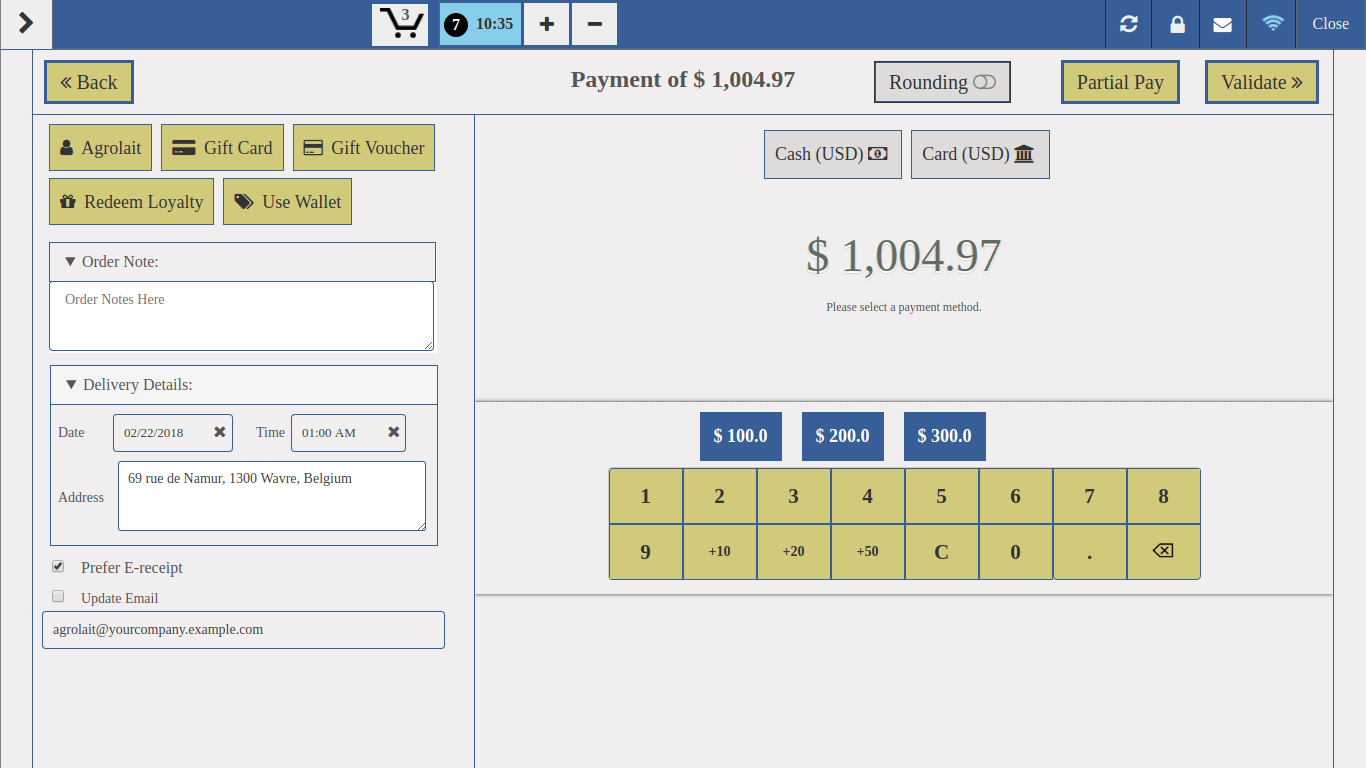 3
7 10:35
Close
Back
Payment of $ 1,004.97
Rounding
Partial Pay
Validate
Agrolait
Gift Card
Gift Voucher
Redeem Loyalty
Use Wallet
Order Note:
Order Notes Here
Delivery Details:
Date 02/22/2018 Time 01:00 AM
Address 69 rue de Namur, 1300 Wavre, Belgium
Prefer E-receipt
Update Email
agrolait@yourcompany.example.com
Cash (USD)
Card (USD)
$ 1,004.97
Please select a payment method.
$ 100.0 $ 200.0 $ 300.0
1 2 3 4 5 6 7 8
9 +10 +20 +50 C 0 .